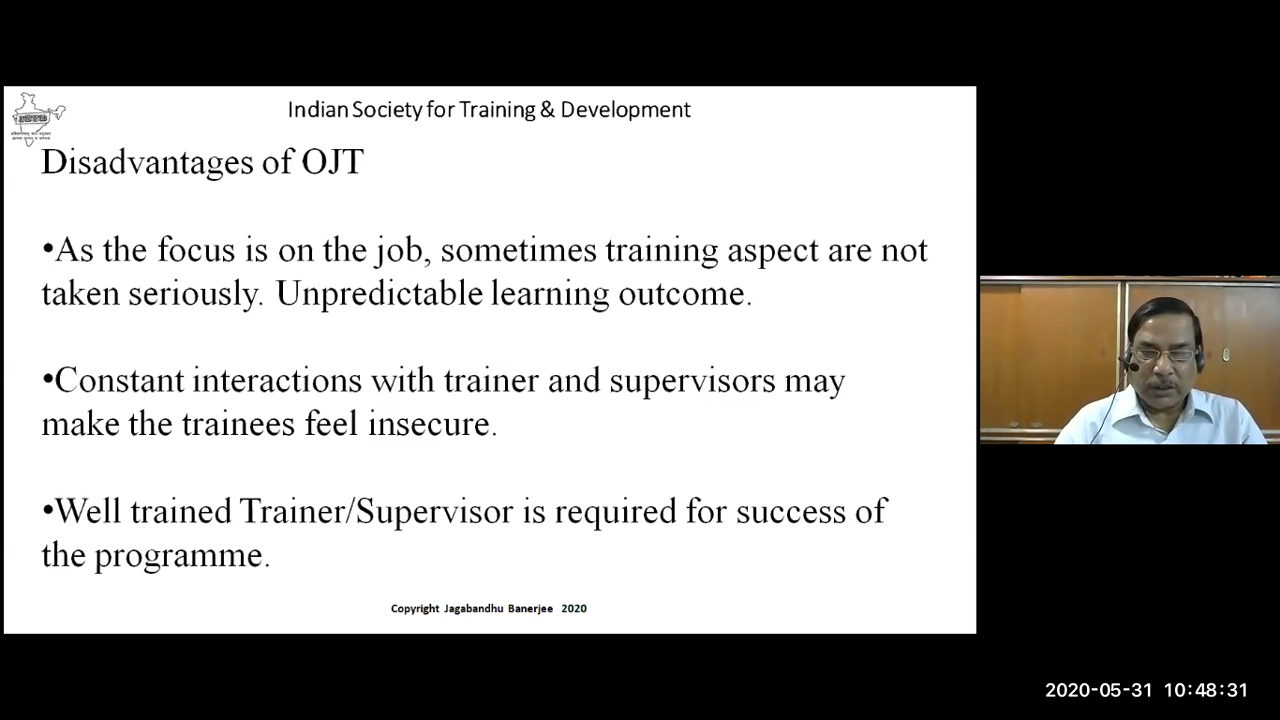 Indian Society for Training & Development
Disadvantages of OJT
•As the focus is on the job, sometimes training aspect are not
taken seriously. Unpredictable learning outcome.
•Constant interactions with trainer and supervisors may
make the trainees feel insecure.
•Well trained Trainer/Supervisor is required for success of
the programme.
Copyright Jagabandhu Banerjee 2020
2020-05-31 10:48:31